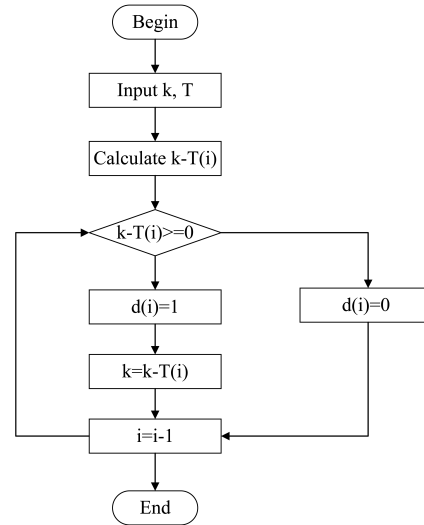 Begin
Input k, T
Calculate k-T(i)
k-T(i)>=0
d(i)=1
d(i)=0
k=k-T(i)
i=i-1
End